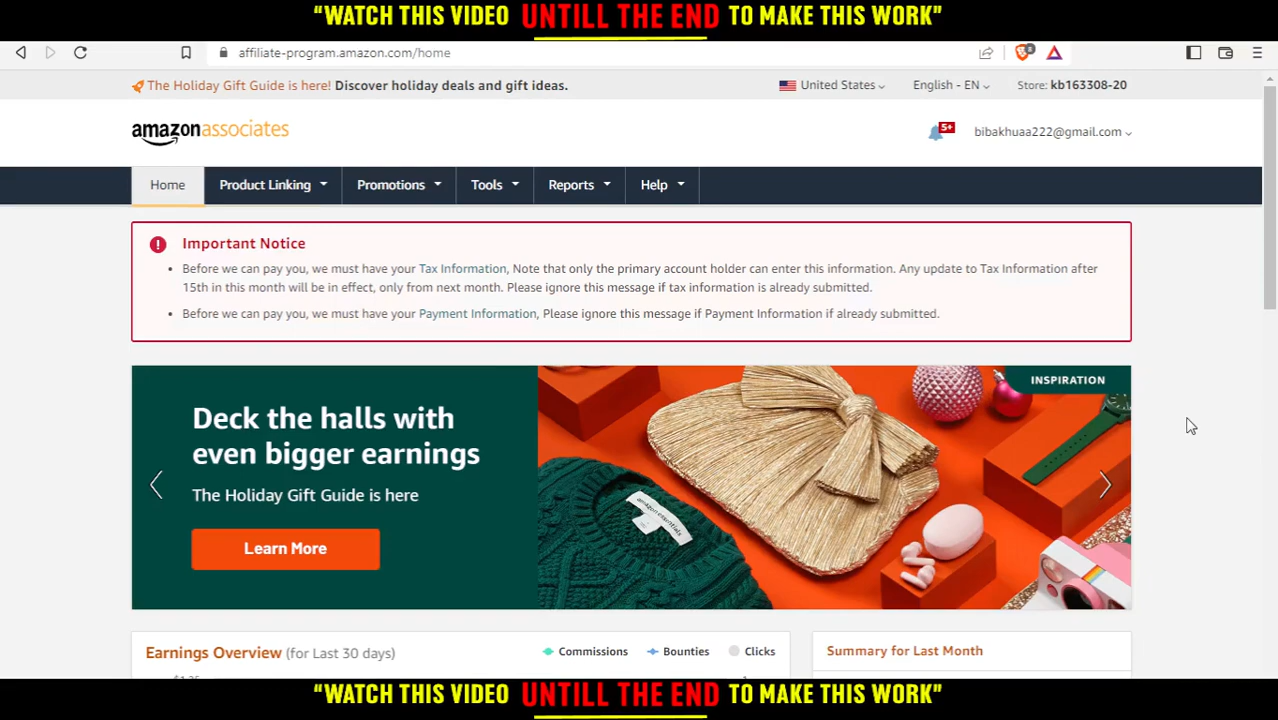 “WATCH THIS VIDEO UNTILL THE END TO MAKE THIS WORK”
affiliate-program.amazon.com/home
The Holiday Gift Guide is here! Discover holiday deals and gift ideas.
United States
English - EN
Store: kb163308-20
amazonassociates
5+
bibakhuaa222@gmail.com
Home
Product Linking
Promotions
Tools
Reports
Help
Important Notice
• Before we can pay you, we must have your Tax Information, Note that only the primary account holder can enter this information. Any update to Tax Information after
15th in this month will be in effect, only from next month. Please ignore this message if tax information is already submitted.
• Before we can pay you, we must have your Payment Information, Please ignore this message if Payment Information if already submitted.
INSPIRATION
Deck the halls with
even bigger earnings
The Holiday Gift Guide is here
Learn More
amazon essentials
Earnings Overview (for Last 30 days)
Commissions
Bounties
Clicks
Summary for Last Month
“WATCH THIS VIDEO UNTILL THE END TO MAKE THIS WORK”